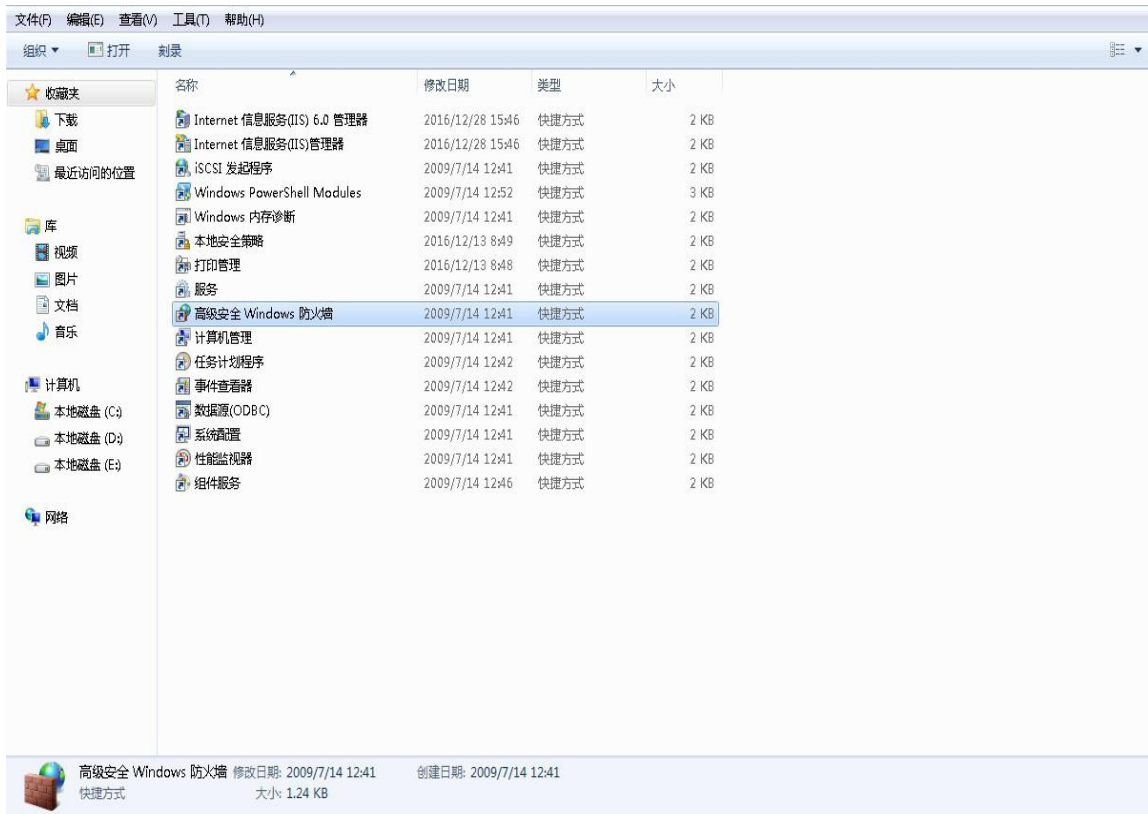 文件(F) 编辑(E) 查看(V) 工具(T) 帮助(H)
组织 打开 刻录
名称 修改日期 类型 大小
收藏夹
下载
桌面
最近访问的位置
库
视频
图片
文档
音乐
计算机
本地磁盘 (C:)
本地磁盘 (D:)
本地磁盘 (E:)
网络
Internet 信息服务(IIS) 6.0 管理器 2016/12/28 15:46 快捷方式 2 KB
Internet 信息服务(IIS)管理器 2016/12/28 15:46 快捷方式 2 KB
iSCSI 发起程序 2009/7/14 12:41 快捷方式 2 KB
Windows PowerShell Modules 2009/7/14 12:52 快捷方式 3 KB
Windows 内存诊断 2009/7/14 12:41 快捷方式 2 KB
本地安全策略 2016/12/13 8:49 快捷方式 2 KB
打印管理 2016/12/13 8:48 快捷方式 2 KB
服务 2009/7/14 12:41 快捷方式 2 KB
高级安全 Windows 防火墙 2009/7/14 12:41 快捷方式 2 KB
计算机管理 2009/7/14 12:41 快捷方式 2 KB
任务计划程序 2009/7/14 12:42 快捷方式 2 KB
事件查看器 2009/7/14 12:42 快捷方式 2 KB
数据源(ODBC) 2009/7/14 12:41 快捷方式 2 KB
系统配置 2009/7/14 12:41 快捷方式 2 KB
性能监视器 2009/7/14 12:41 快捷方式 2 KB
组件服务 2009/7/14 12:46 快捷方式 2 KB
高级安全 Windows 防火墙 修改日期: 2009/7/14 12:41 创建日期: 2009/7/14 12:41
快捷方式 大小: 1.24 KB